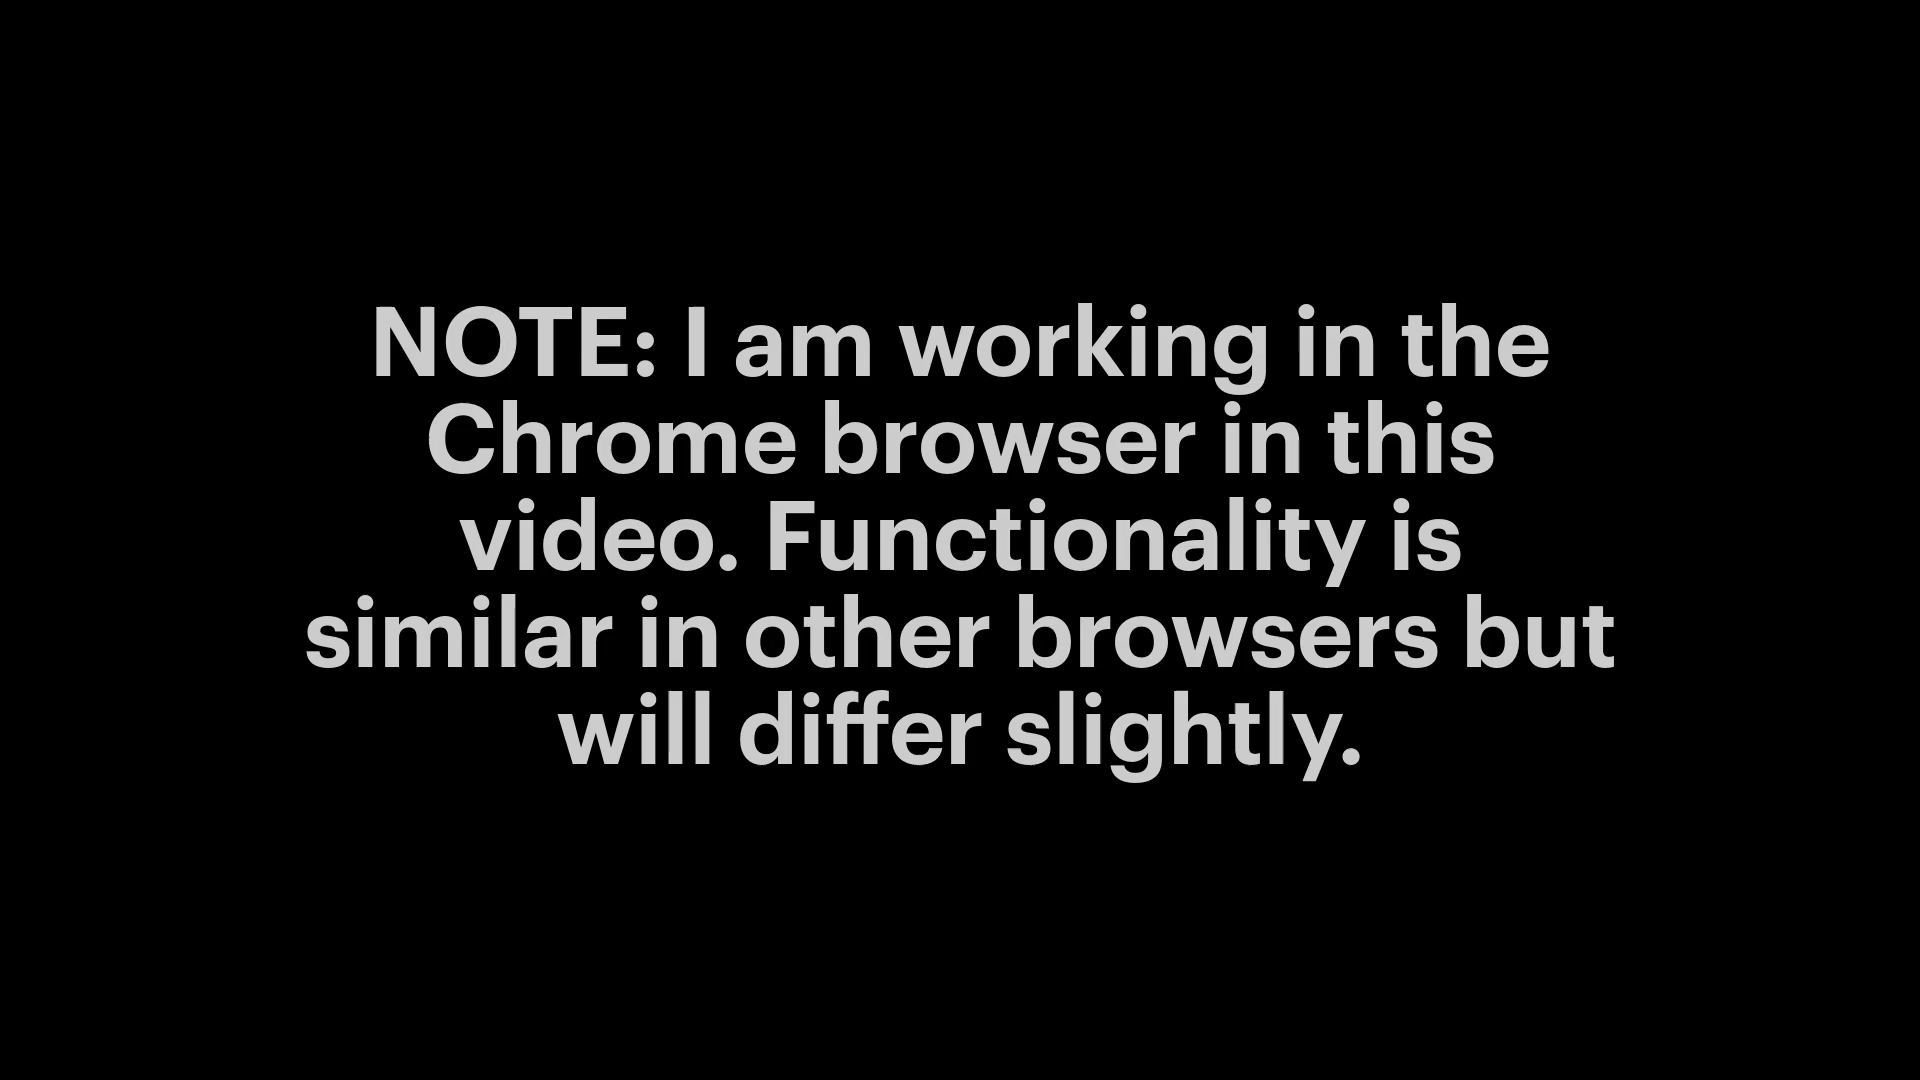 NOTE: I am working in the
Chrome browser in this
video. Functionality is
similar in other browsers but
will differ slightly.